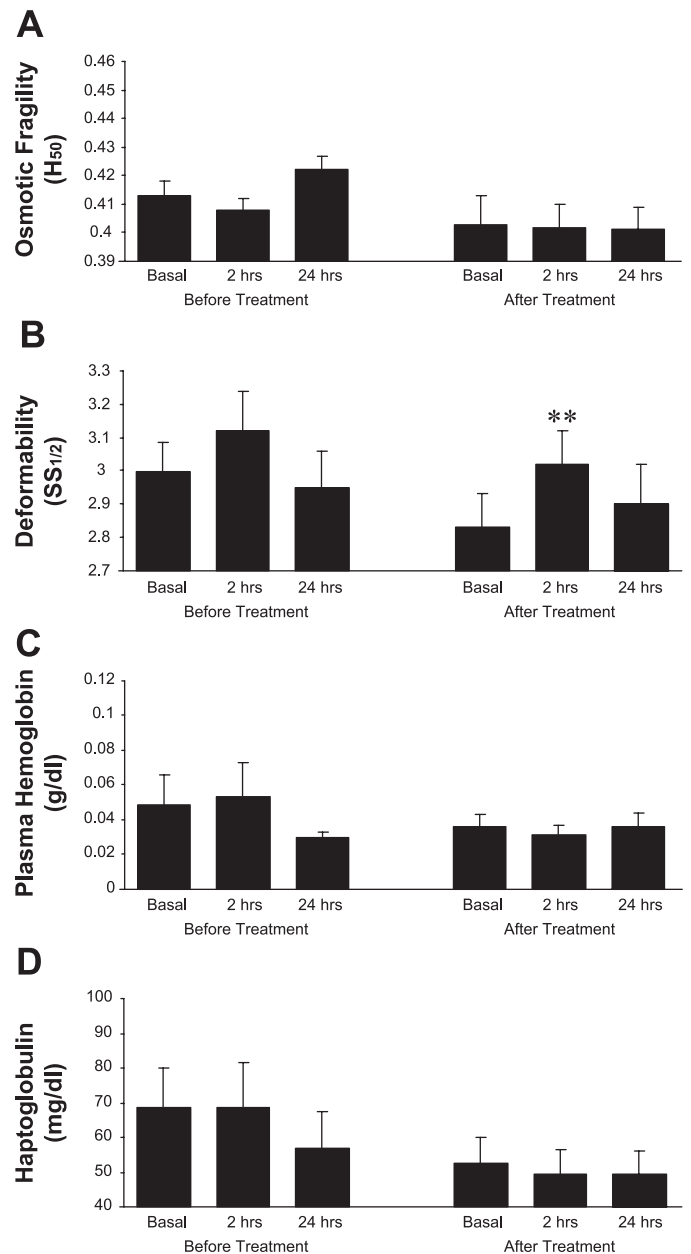 A
Osmotic Fragility
(H50)
0.46
0.45
0.44
0.43
0.42
0.41
0.4
0.39
Basal 2 hrs 24 hrs Basal 2 hrs 24 hrs
Before Treatment After Treatment
B
Deformability
(SS1/2)
3.3
3.2
3.1
3
2.9
2.8
2.7
**
Basal 2 hrs 24 hrs Basal 2 hrs 24 hrs
Before Treatment After Treatment
C
Plasma Hemoglobin
(g/dl)
0.12
0.1
0.08
0.06
0.04
0.02
0
Basal 2 hrs 24 hrs Basal 2 hrs 24 hrs
Before Treatment After Treatment
D
Haptoglobulin
(mg/dl)
100
90
80
70
60
50
40
Basal 2 hrs 24 hrs Basal 2 hrs 24 hrs
Before Treatment After Treatment